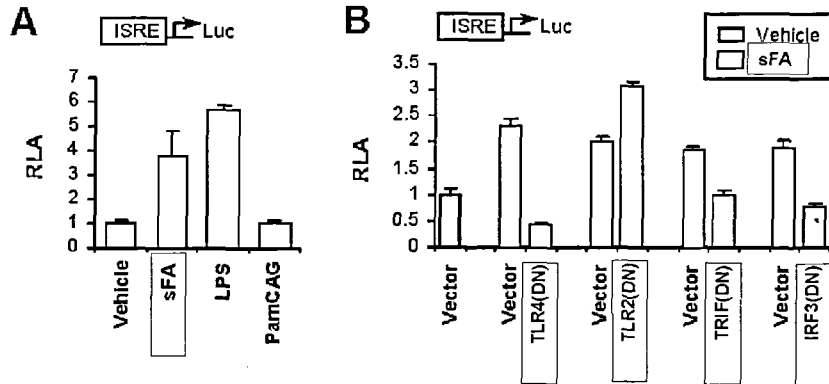 A
ISRE
Luc
RLA
7
6
5
4
3
2
1
0
Vehicle
sFA
LPS
PamCAG
B
ISRE
Luc
Vehicle
sFA
RLA
3.5
3
2.5
2
1.5
1
0.5
0
Vector
Vector
TLR4(DN)
Vector
TLR2(DN)
Vector
TRIF(DN)
Vector
IRF3(DN)